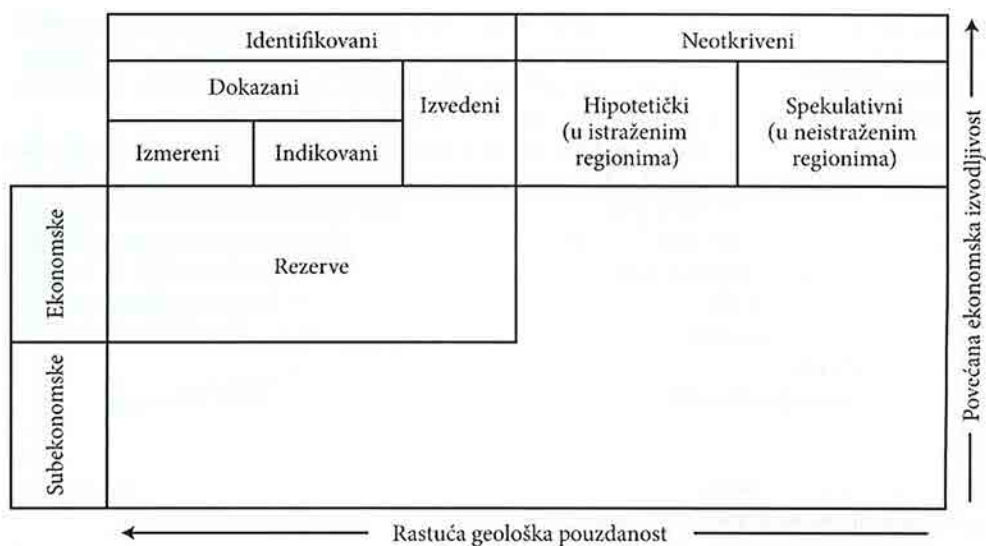 Identifikovani
Neotkriveni
Dokazani
Izvedeni
Hipotetički
(u istraženim
regionima)
Spekulativni
(u neistraženim
regionima)
Izmereni
Indikovani
Ekonomske
Rezerve
Subekonomske
Povećana ekonomska izvodljivost
Rastuća geološka pouzdanost